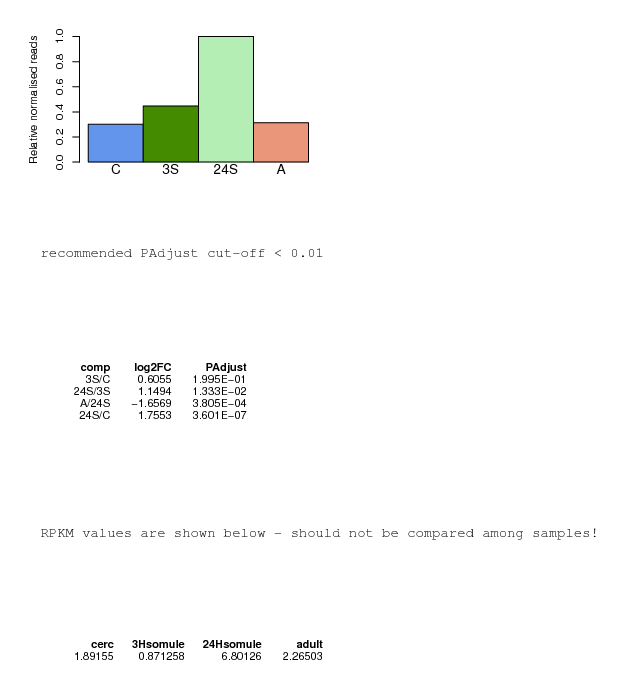 Relative normalised reads
1.0
0.8
0.6
0.4
0.2
0.0
C 3S 24S A
recommended PAdjust cut-off < 0.01
comp log2FC PAdjust
3S/C 0.6055 1.995E−01
24S/3S 1.1494 1.333E−02
A/24S −1.6569 3.805E−04
24S/C 1.7553 3.601E−07
RPKM values are shown below - should not be compared among samples!
cerc 3Hsomule 24Hsomule adult
1.89155 0.871258 6.80126 2.26503